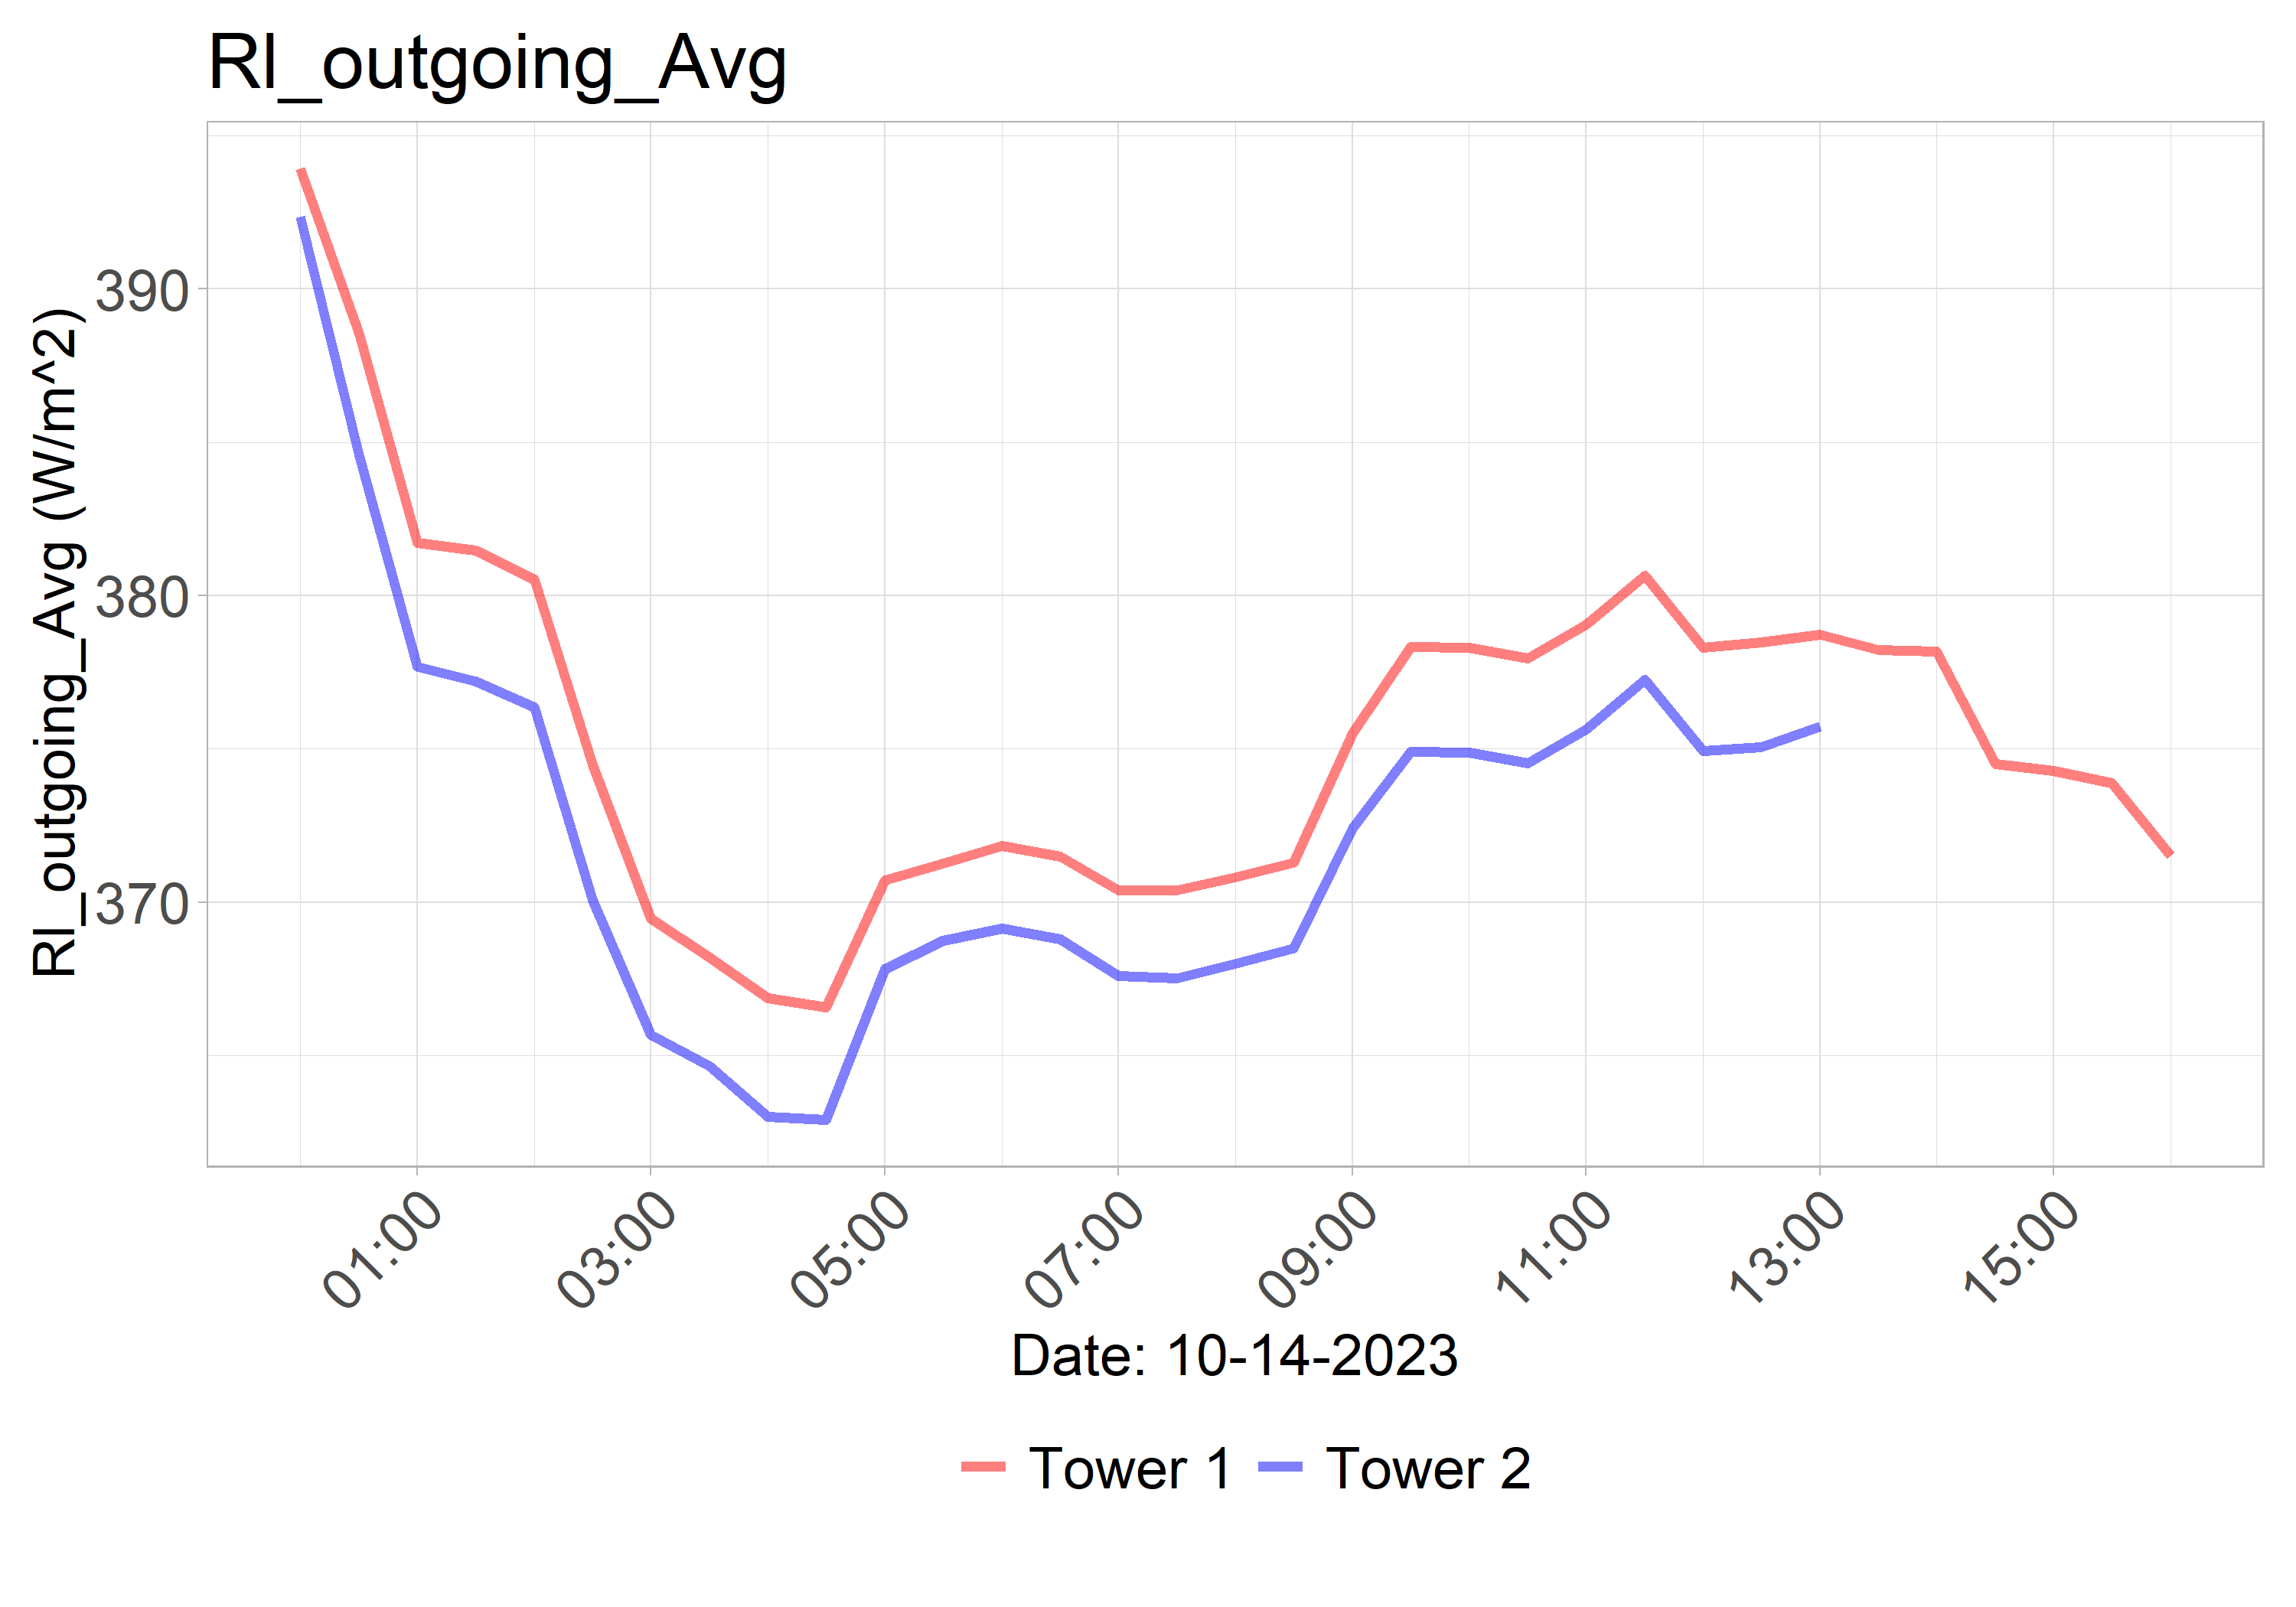 Rl_outgoing_Avg
Rl_outgoing_Avg (W/m^2)
390
380
370
01:00
03:00
05:00
07:00
09:00
11:00
13:00
15:00
Date: 10-14-2023
Tower 1
Tower 2